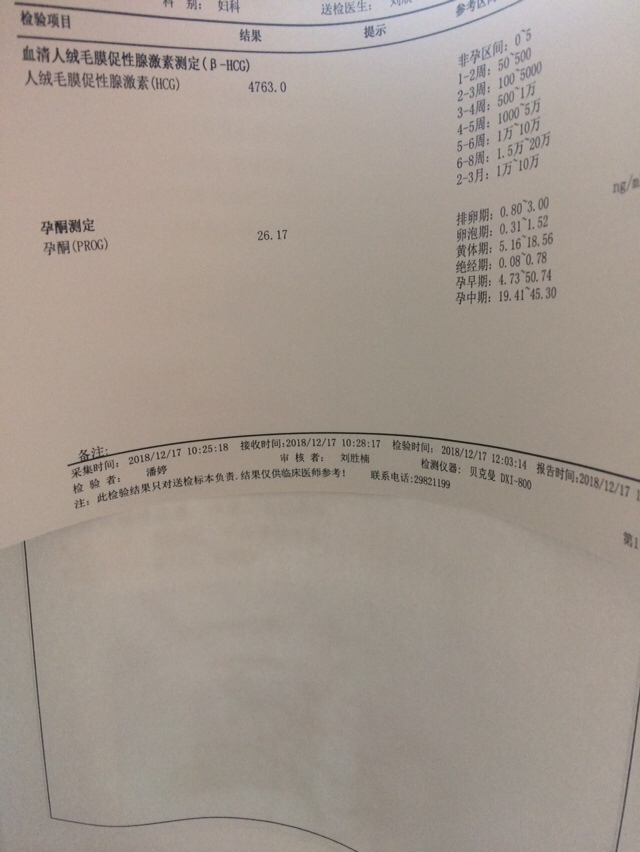 科 别: 妇科 送检医生:
检验项目 结果 提示 参考区间
血清人绒毛膜促性腺激素测定(β-HCG)
人绒毛膜促性腺激素(HCG) 4763.0 非孕区间: 0~5
1-2周: 50~500
2-3周: 100~5000
3-4周: 500~1万
4-5周: 1000~5万
5-6周: 1万~10万
6-8周: 1.5万~20万
2-3月: 1万~10万
孕酮测定
孕酮(PROG) 26.17 排卵期: 0.80~3.00 ng/m
卵泡期: 0.31~1.52
黄体期: 5.16~18.56
绝经期: 0.08~0.78
孕早期: 4.73~50.74
孕中期: 19.41~45.30
备注:
采集时间: 2018/12/17 10:25:18 接收时间:2018/12/17 10:28:17 检验时间: 2018/12/17 12:03:14 报告时间:2018/12/17 1
检 验 者: 潘婷 审 核 者: 刘胜楠 检测仪器: 贝克曼 DXI-800
注: 此检验结果只对送检标本负责,结果仅供临床医师参考! 联系电话:29821199
第1